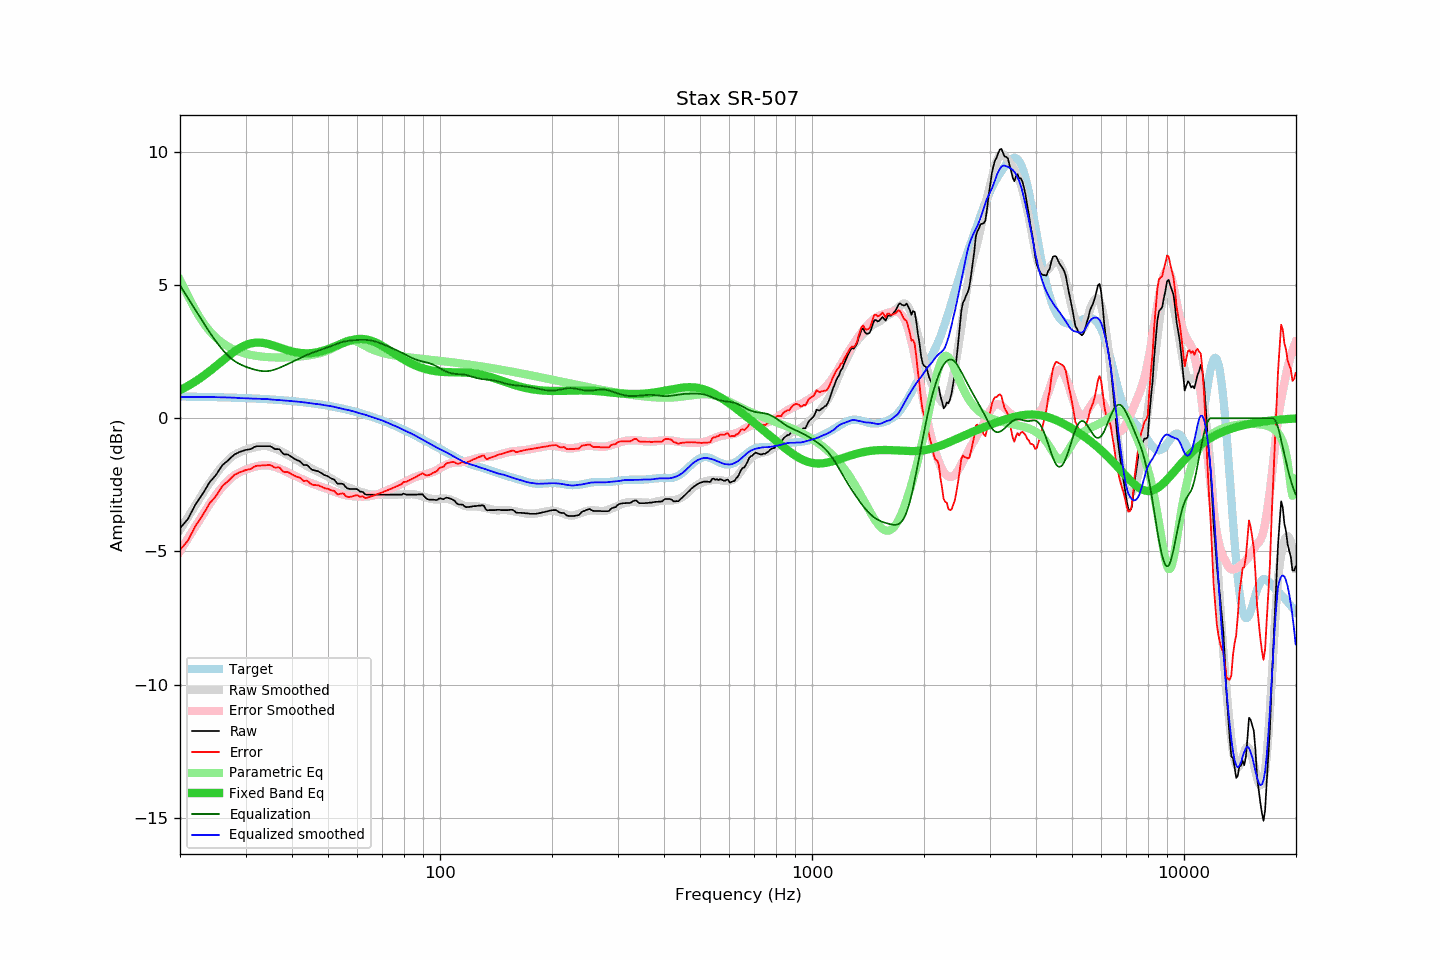 Stax SR-507
10
5
0
−5
−10
−15
Amplitude (dBr)
Target
Raw Smoothed
Error Smoothed
Raw
Error
Parametric Eq
Fixed Band Eq
Equalization
Equalized smoothed
100
1000
10000
Frequency (Hz)